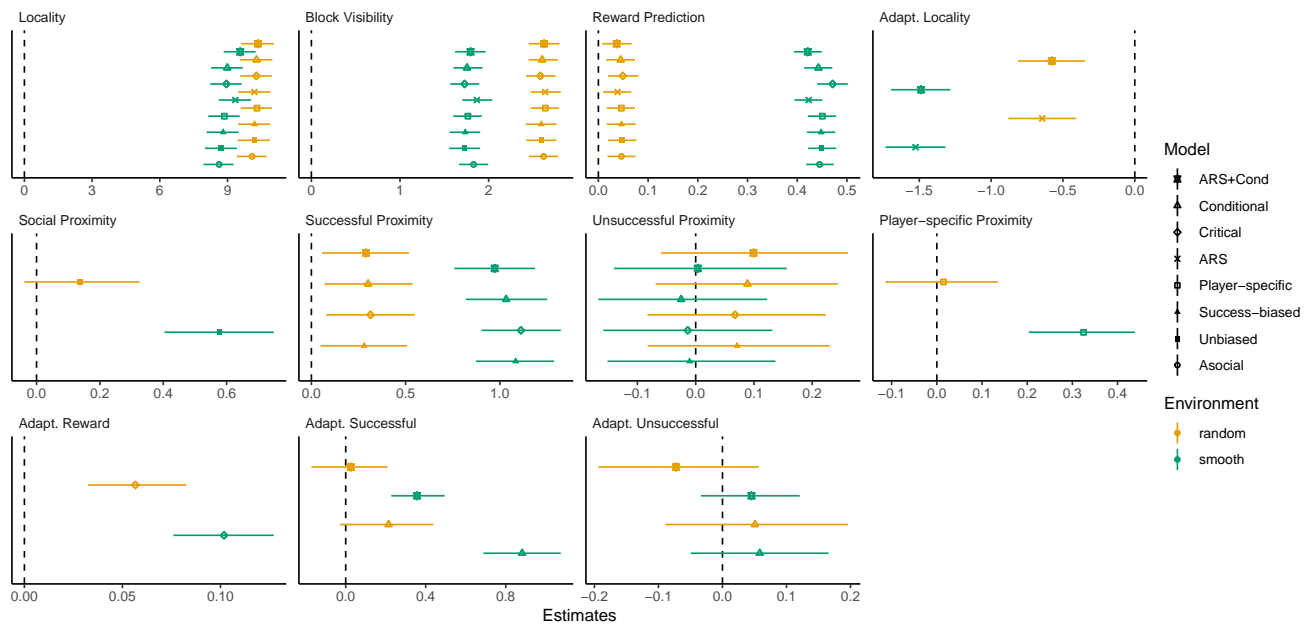 Locality
Block Visibility
Reward Prediction
Adapt. Locality
0 3 6 9
0 1 2
0.0 0.1 0.2 0.3 0.4 0.5
−1.5 −1.0 −0.5 0.0
Social Proximity
Successful Proximity
Unsuccessful Proximity
Player−specific Proximity
0.0 0.2 0.4 0.6
0.0 0.5 1.0
−0.1 0.0 0.1 0.2
−0.1 0.0 0.1 0.2 0.3 0.4
Adapt. Reward
Adapt. Successful
Adapt. Unsuccessful
0.00 0.05 0.10
0.0 0.4 0.8
−0.2 −0.1 0.0 0.1 0.2
Estimates
Model
ARS+Cond
Conditional
Critical
ARS
Player−specific
Success−biased
Unbiased
Asocial
Environment
random
smooth